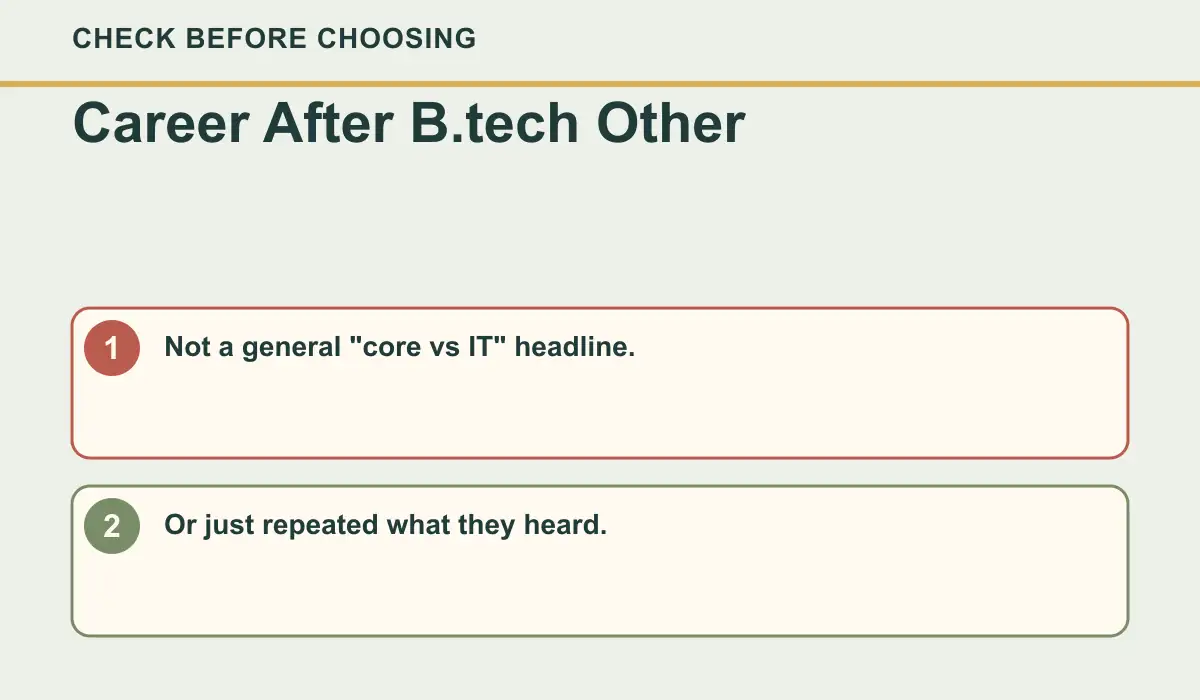 CHECK BEFORE CHOOSING
Career After B.tech Other
1
Not a general "core vs IT" headline.
2
Or just repeated what they heard.